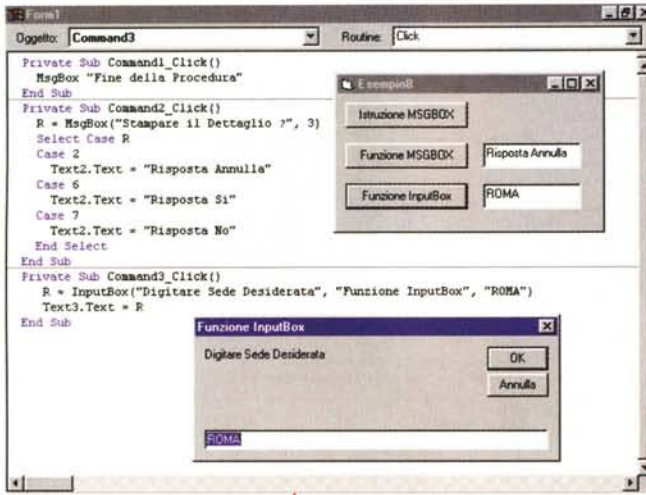 Form1
Oggetto: Command3 Routine: Click
Private Sub Command1_Click()
MsgBox "Fine della Procedura"
End Sub
Private Sub Command2_Click()
R = MsgBox("Stampare il Dettaglio ?", 3)
Select Case R
Case 2
Text2.Text = "Risposta Annulla"
Case 6
Text2.Text = "Risposta Si"
Case 7
Text2.Text = "Risposta No"
End Select
End Sub
Private Sub Command3_Click()
R = InputBox("Digitare Sede Desiderata", "Funzione InputBox", "ROMA")
Text3.Text = R
End Sub
Esempio8
Istruzione MSGBOX
Funzione MSGBOX Risposta Annulla
Funzione InputBox ROMA
Funzione InputBox
Digitare Sede Desiderata
OK
Annulla
ROMA